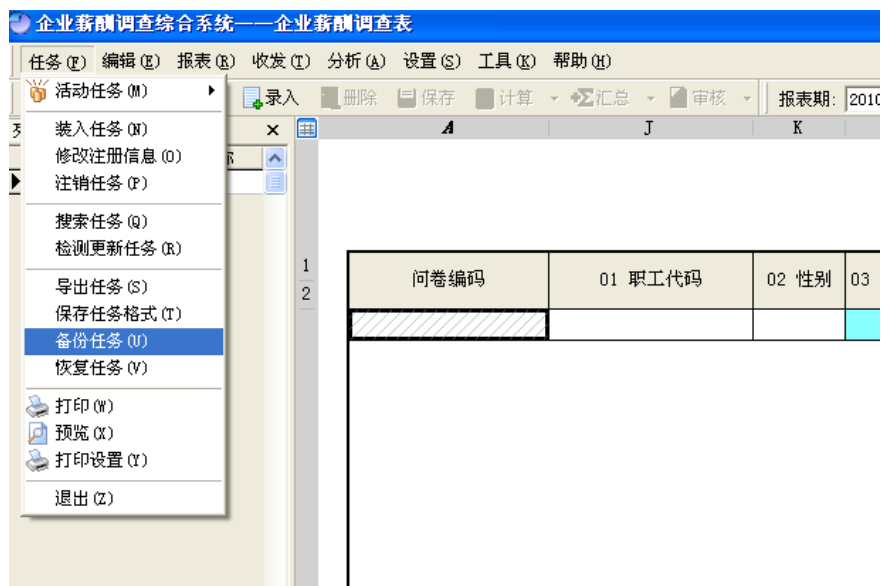 企业薪酬调查综合系统——企业薪酬调查表
任务(F) 编辑(E) 报表(R) 收发(T) 分析(A) 设置(S) 工具(K) 帮助(H)
活动任务(M)
录入 删除 保存 计算 汇总 审核 报表期: 2010
装入任务(N)
A J K
修改注册信息(O)
注销任务(P)
搜索任务(Q)
检测更新任务(R)
1
2
问卷编码 01 职工代码 02 性别 03
导出任务(S)
保存任务格式(T)
备份任务(U)
恢复任务(V)
打印(W)
预览(X)
打印设置(Y)
退出(Z)